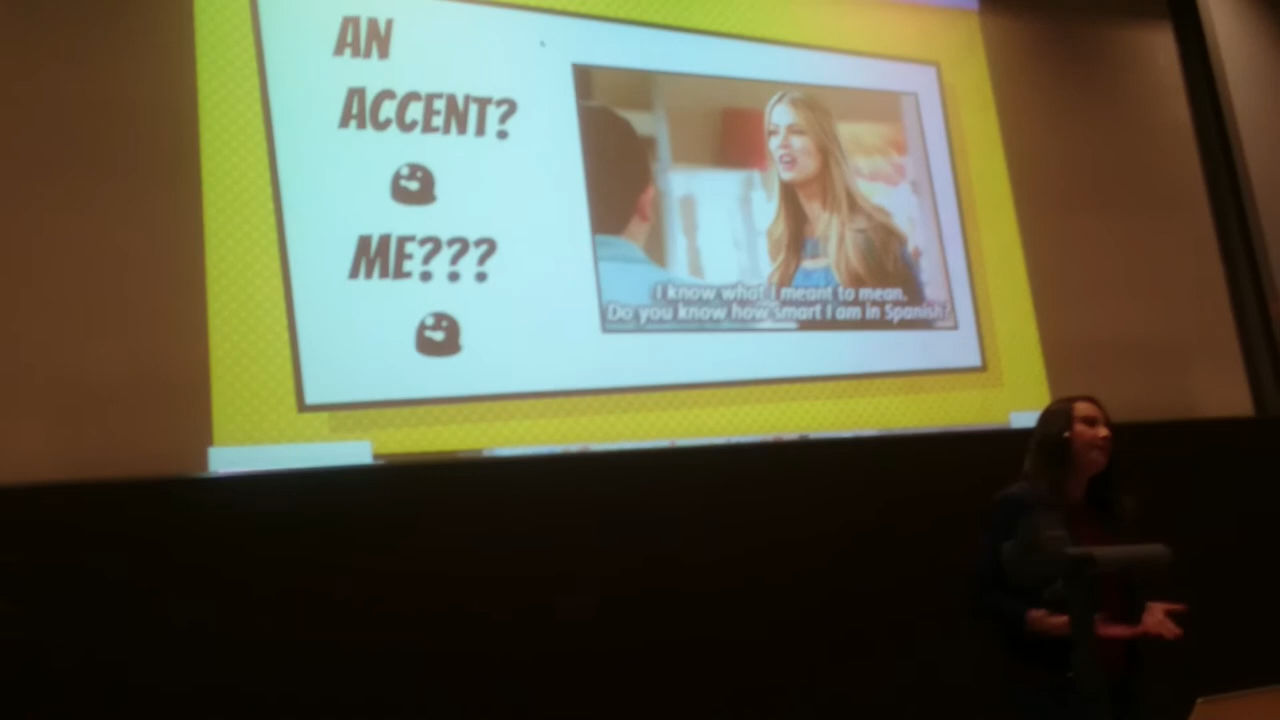 AN
ACCENT?
ME???
I know what I meant to mean.
Do you know how smart I am in Spanish?